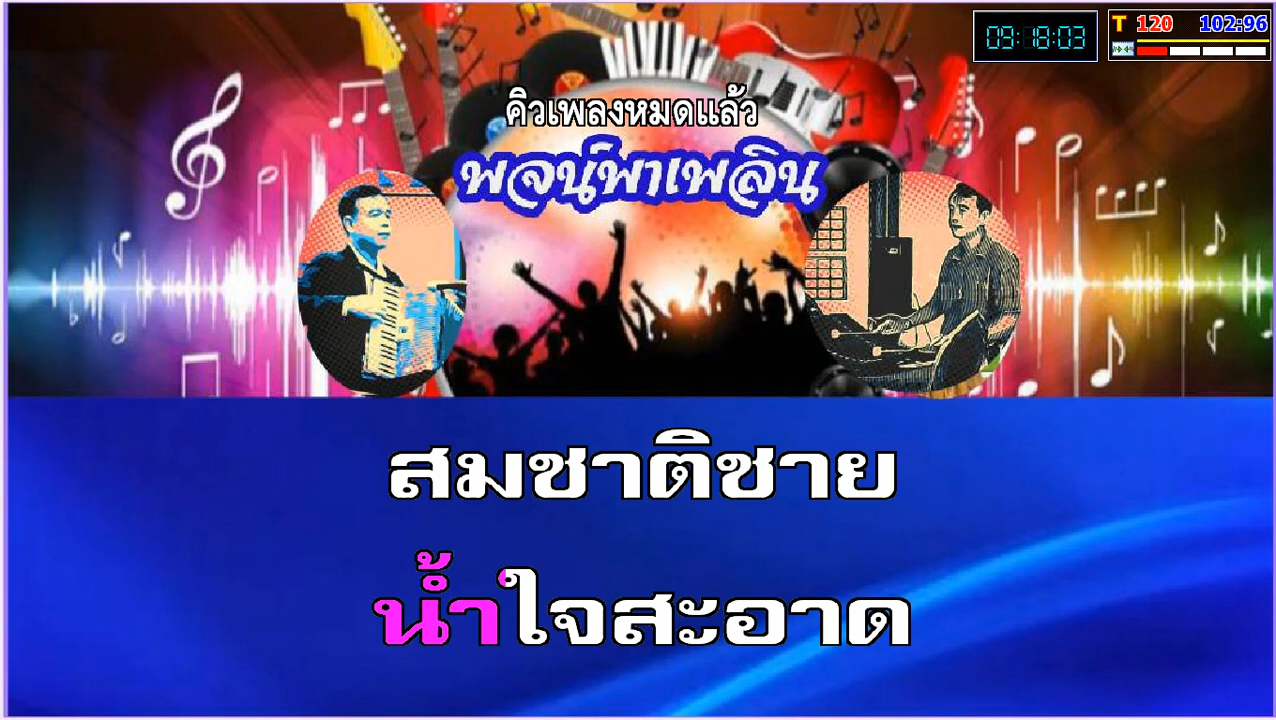 09:18:03
T 120 102:96
คิวเพลงหมดแล้ว
พจน์พาเพลิน
สมชาติชาย
น้ำใจสะอาด